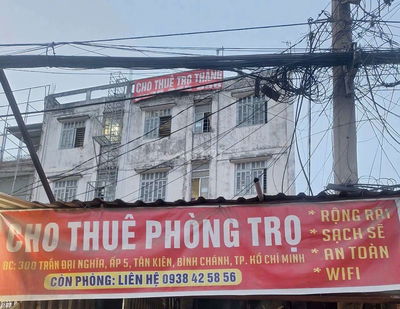 CHO THUÊ TRỌ THÁNG
CHO THUÊ PHÒNG TRỌ
ĐC: 300 TRẦN ĐẠI NGHĨA, ẤP 5, TÂN KIÊN, BÌNH CHÁNH, TP. HỒ CHÍ MINH
CÒN PHÒNG: LIÊN HỆ 0938 42 58 56
* RỘNG RÃI
* SẠCH SẼ
* AN TOÀN
* WIFI